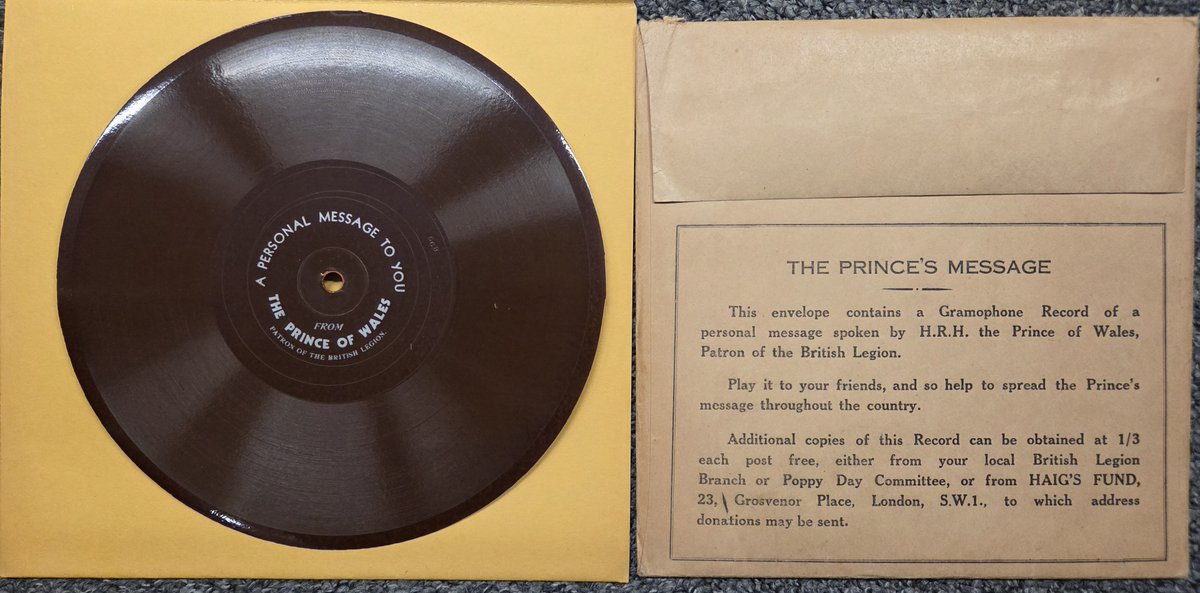 A PERSONAL MESSAGE TO YOU
FROM
THE PRINCE OF WALES
PATRON OF THE BRITISH LEGION.
THE PRINCE'S MESSAGE
This envelope contains a Gramophone Record of a
personal message spoken by H.R.H. the Prince of Wales,
Patron of the British Legion.
Play it to your friends, and so help to spread the Prince's
message throughout the country.
Additional copies of this Record can be obtained at 1/3
each post free, either from your local British Legion
Branch or Poppy Day Committee, or from HAIG'S FUND,
23, Grosvenor Place, London, S.W.1., to which address
donations may be sent.